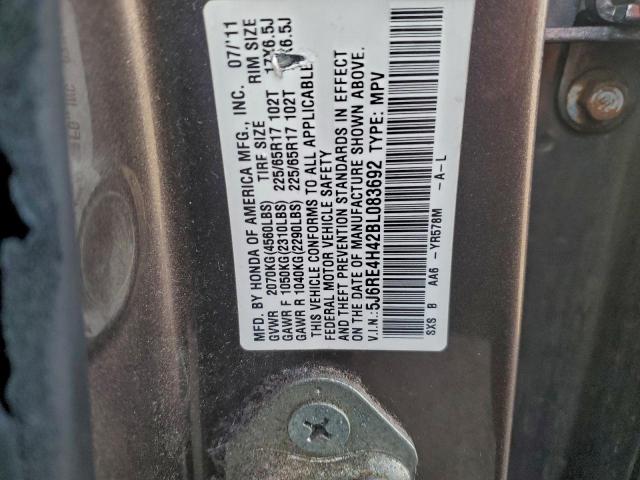 MFD. BY HONDA OF AMERICA MFG., INC. 07/'11
GVWR 2070KG(4560LBS) TIRE SIZE RIM SIZE
GAWR F 1050KG(2310LBS) 225/65R17 102T 17X6.5J
GAWR R 1040KG(2290LBS) 225/65R17 102T X6.5J
THIS VEHICLE CONFORMS TO ALL APPLICABLE
FEDERAL MOTOR VEHICLE SAFETY
AND THEFT PREVENTION STANDARDS IN EFFECT
ON THE DATE OF MANUFACTURE SHOWN ABOVE.
V.I.N.: 5J6RE4H42BL083692 TYPE: MPV
SXS B AA6 -YR578M -A-L